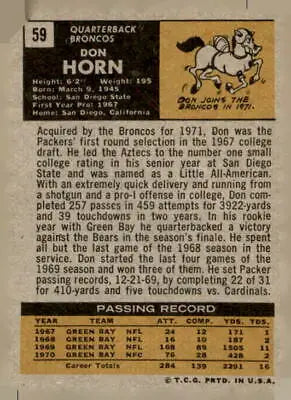 59
QUARTERBACK
BRONCOS
DON
HORN
Height: 6'2" Weight: 195
Born: March 9, 1945
School: San Diego State
First Year Pro: 1967
Home: San Diego, California
DON JOINS THE
BRONCOS IN 1971.
Acquired by the Broncos for 1971, Don was the
Packers' first round selection in the 1967 college
draft. He led the Aztecs to the number one small
college rating in his senior year at San Diego
State and was named as a Little All-American.
With an extremely quick delivery and running from
a shotgun and a pro-l offense in college, Don com-
pleted 257 passes in 459 attempts for 3922-yards
and 39 touchdowns in two years. In his rookie
year with Green Bay he quarterbacked a victory
against the Bears in the season's finale. He spent
all but the last game of the 1968 season in the
service. Don started the last four games of the
1969 season and won three of them. He set Packer
passing records, 12-21-69, by completing 22 of 31
for 410-yards and five touchdowns vs. Cardinals.
PASSING RECORD
YEAR TEAM ATT. COMP. YDS. TDS.
1967 GREEN BAY NFL 24 12 171 1
1968 GREEN BAY NFL 16 10 187 2
1969 GREEN BAY NFL 168 89 1505 11
1970 GREEN BAY NFC 76 28 428 2
Career Totals 284 139 2291 16
© T.C.G. PRTD. IN U.S.A.